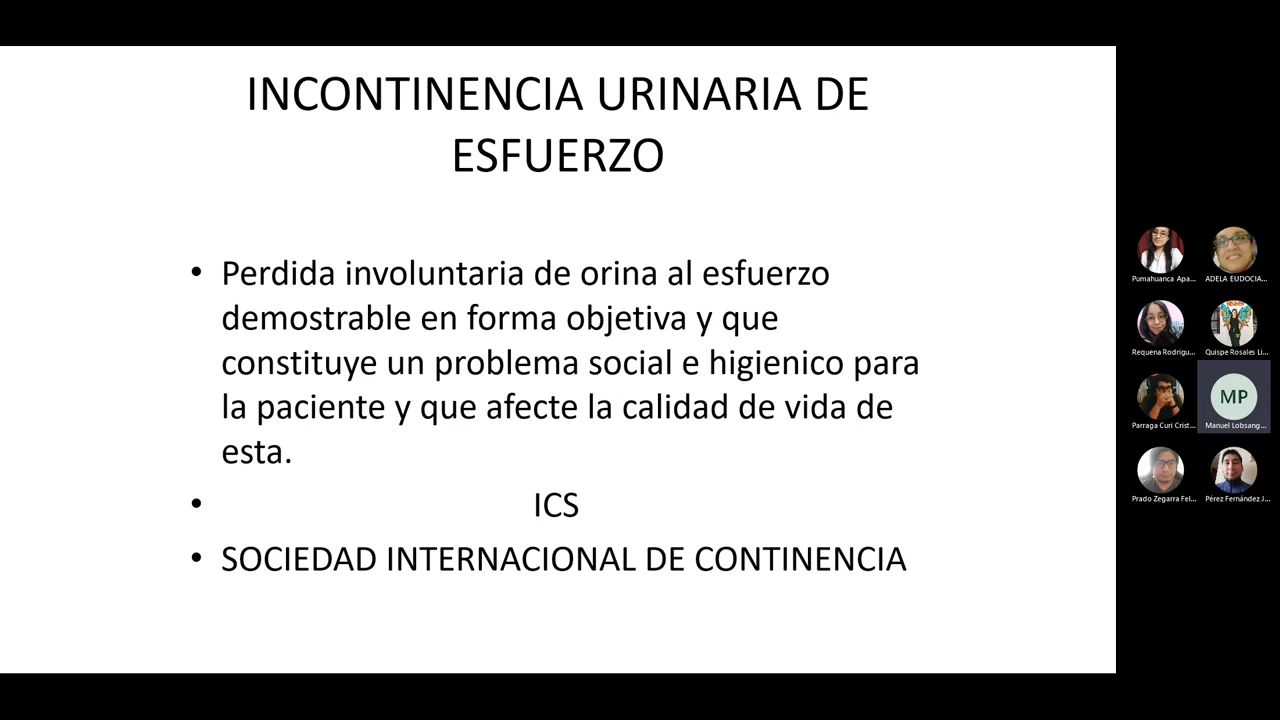 INCONTINENCIA URINARIA DE
ESFUERZO
• Perdida involuntaria de orina al esfuerzo
demostrable en forma objetiva y que
constituye un problema social e higienico para
la paciente y que afecte la calidad de vida de
esta.
• ICS
• SOCIEDAD INTERNACIONAL DE CONTINENCIA
Pumahuanca Apa...
ADELA EUDOCIA...
Requena Rodrigu...
Quispe Rosales Li...
Parraga Curi Crist...
MP
Manuel Lobsang...
Prado Zegarra Fel...
Pérez Fernández J...